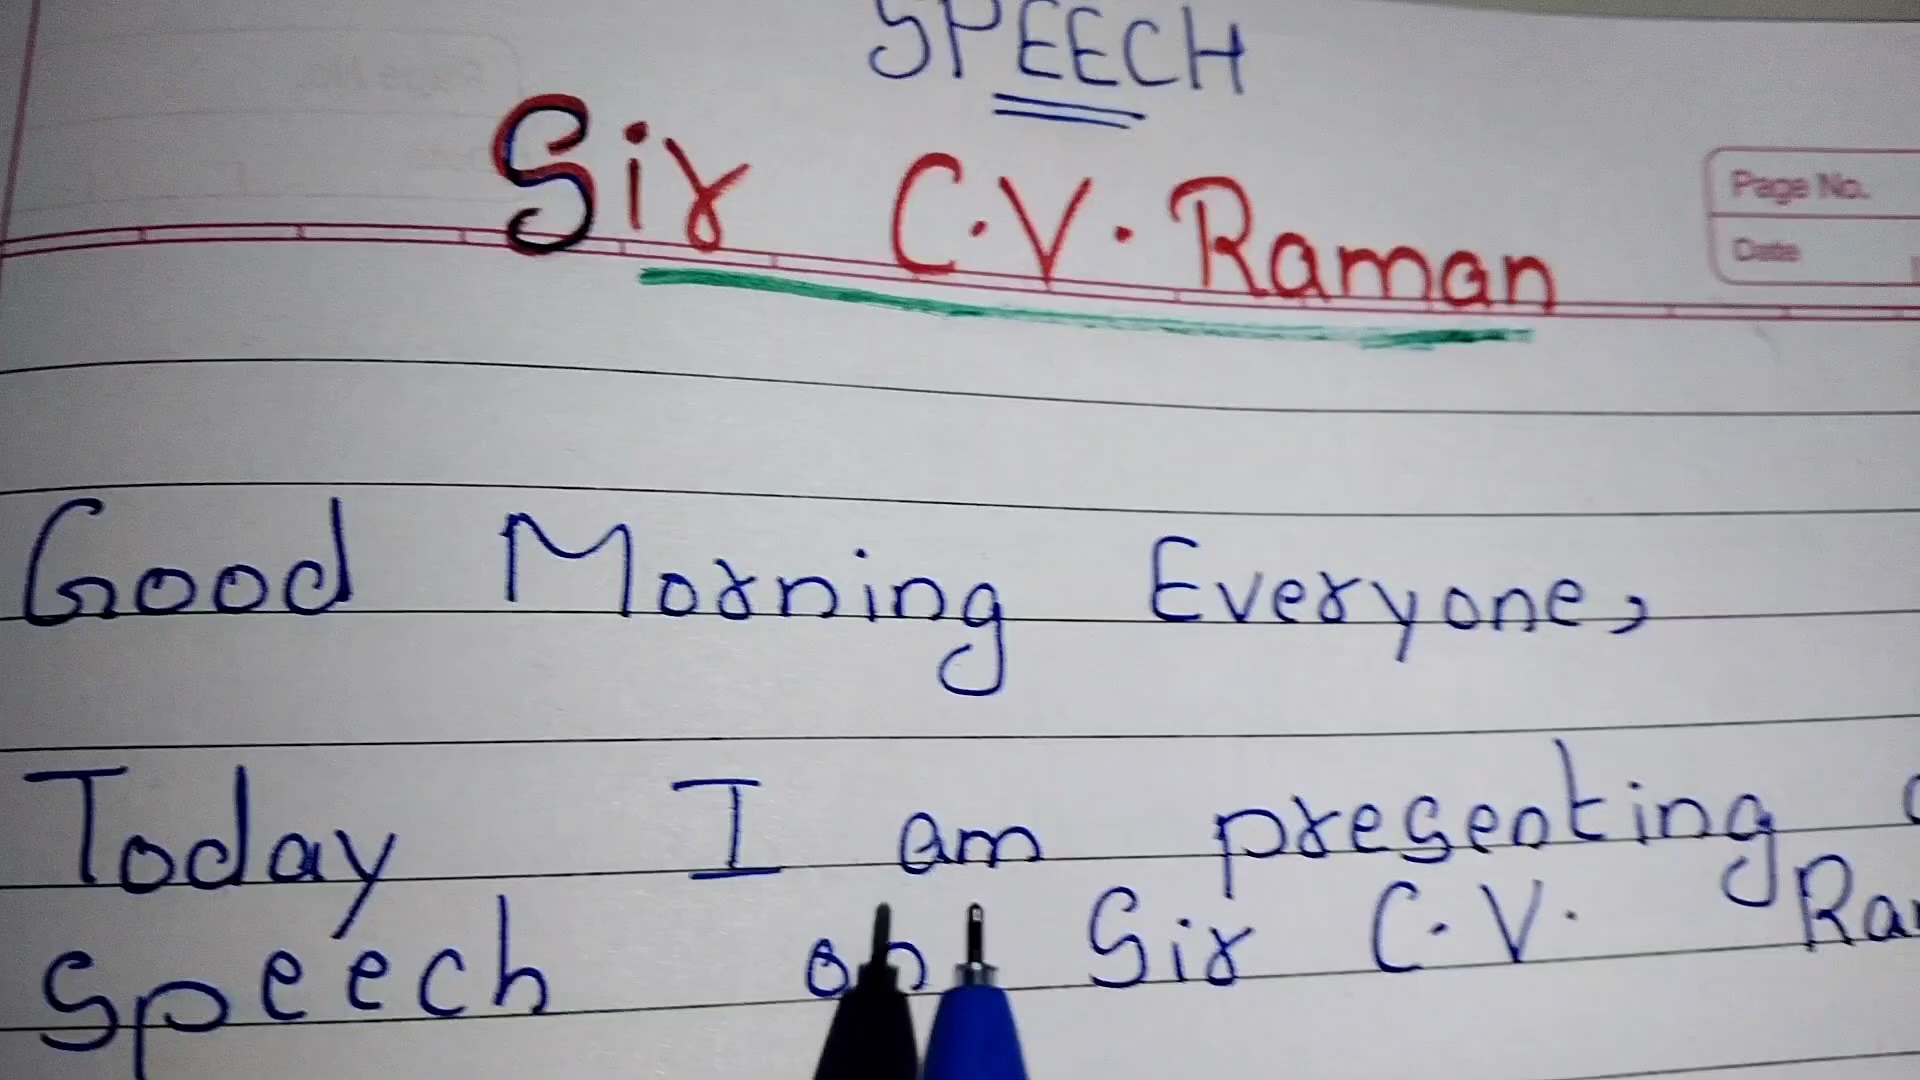 SPEECH
Sir C.V. Raman
Page No.
Date
Good Morning Everyone,
Today I am presenting
Speech on Sir C.V.